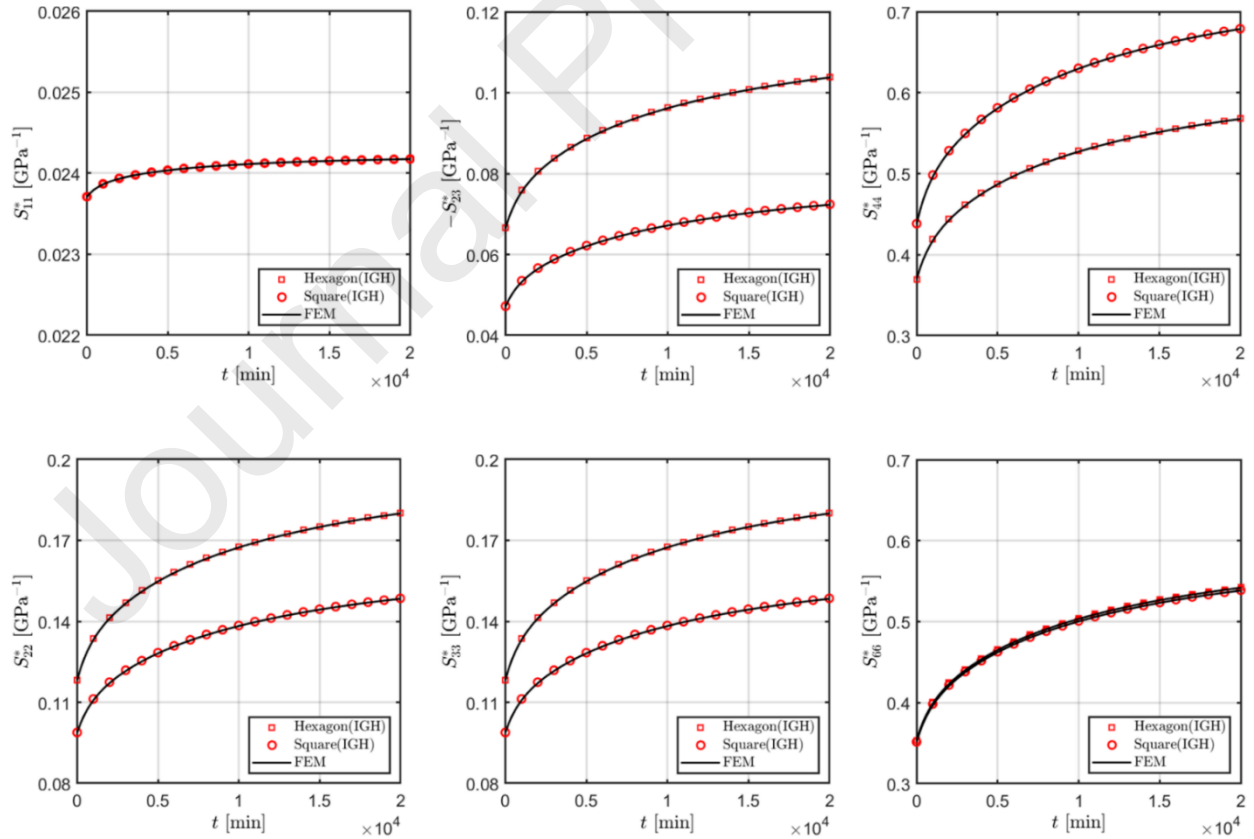 Journal Pr
0.026
0.025
0.024
0.023
0.022
S*11 [GPa−1]
Hexagon(IGH)
Square(IGH)
FEM
0 0.5 1 1.5 2
t [min] ×10^4
0.12
0.1
0.08
0.06
0.04
−S*23 [GPa−1]
Hexagon(IGH)
Square(IGH)
FEM
0 0.5 1 1.5 2
t [min] ×10^4
0.7
0.6
0.5
0.4
0.3
S*44 [GPa−1]
Hexagon(IGH)
Square(IGH)
FEM
0 0.5 1 1.5 2
t [min] ×10^4
0.2
0.17
0.14
0.11
0.08
S*22 [GPa−1]
Hexagon(IGH)
Square(IGH)
FEM
0 0.5 1 1.5 2
t [min] ×10^4
0.2
0.17
0.14
0.11
0.08
S*33 [GPa−1]
Hexagon(IGH)
Square(IGH)
FEM
0 0.5 1 1.5 2
t [min] ×10^4
0.7
0.6
0.5
0.4
0.3
S*66 [GPa−1]
Hexagon(IGH)
Square(IGH)
FEM
0 0.5 1 1.5 2
t [min] ×10^4